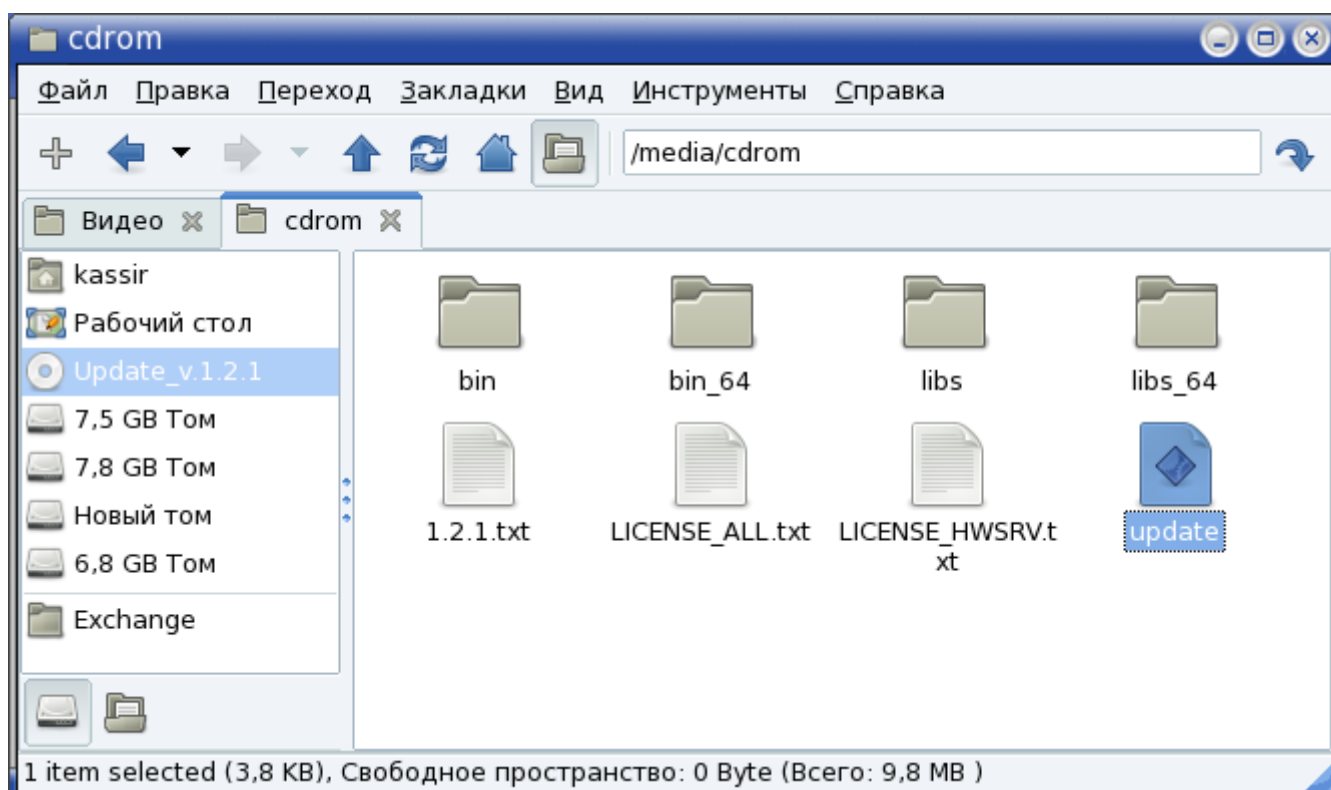 cdrom
Файл Правка Переход Закладки Вид Инструменты Справка
/media/cdrom
Видео cdrom
kassir
Рабочий стол
Update_v.1.2.1
7,5 GB Том
7,8 GB Том
Новый том
6,8 GB Том
Exchange
bin bin_64 libs libs_64
1.2.1.txt LICENSE_ALL.txt LICENSE_HWSRV.t update
xt
1 item selected (3,8 KB), Свободное пространство: 0 Byte (Всего: 9,8 MB )